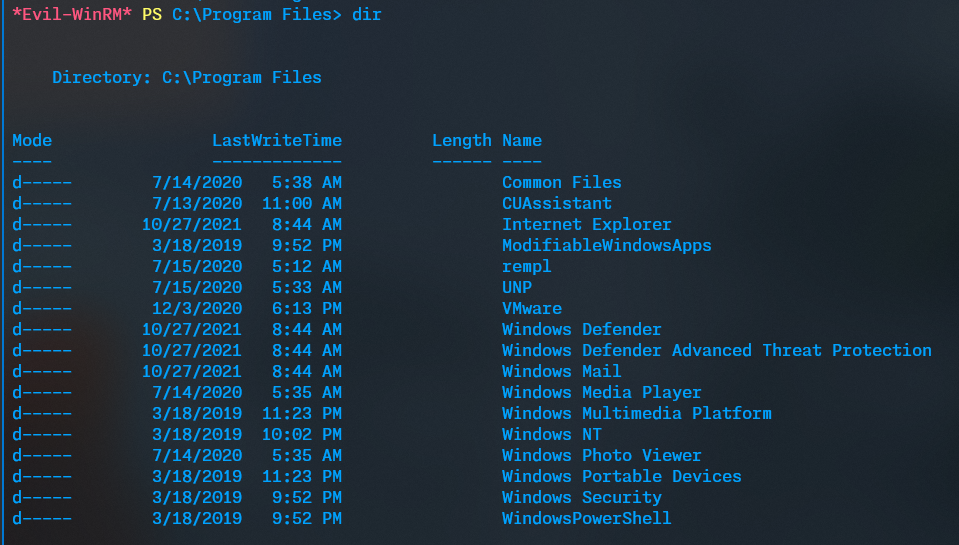 *Evil-WinRM* PS C:\Program Files> dir
Directory: C:\Program Files
Mode LastWriteTime Length Name
---- ------------- ------ ----
d----- 7/14/2020 5:38 AM Common Files
d----- 7/13/2020 11:00 AM CUAssistant
d----- 10/27/2021 8:44 AM Internet Explorer
d----- 3/18/2019 9:52 PM ModifiableWindowsApps
d----- 7/15/2020 5:12 AM rempl
d----- 7/15/2020 5:33 AM UNP
d----- 12/3/2020 6:13 PM VMware
d----- 10/27/2021 8:44 AM Windows Defender
d----- 10/27/2021 8:44 AM Windows Defender Advanced Threat Protection
d----- 10/27/2021 8:44 AM Windows Mail
d----- 7/14/2020 5:35 AM Windows Media Player
d----- 3/18/2019 11:23 PM Windows Multimedia Platform
d----- 3/18/2019 10:02 PM Windows NT
d----- 7/14/2020 5:35 AM Windows Photo Viewer
d----- 3/18/2019 11:23 PM Windows Portable Devices
d----- 3/18/2019 9:52 PM Windows Security
d----- 3/18/2019 9:52 PM WindowsPowerShell